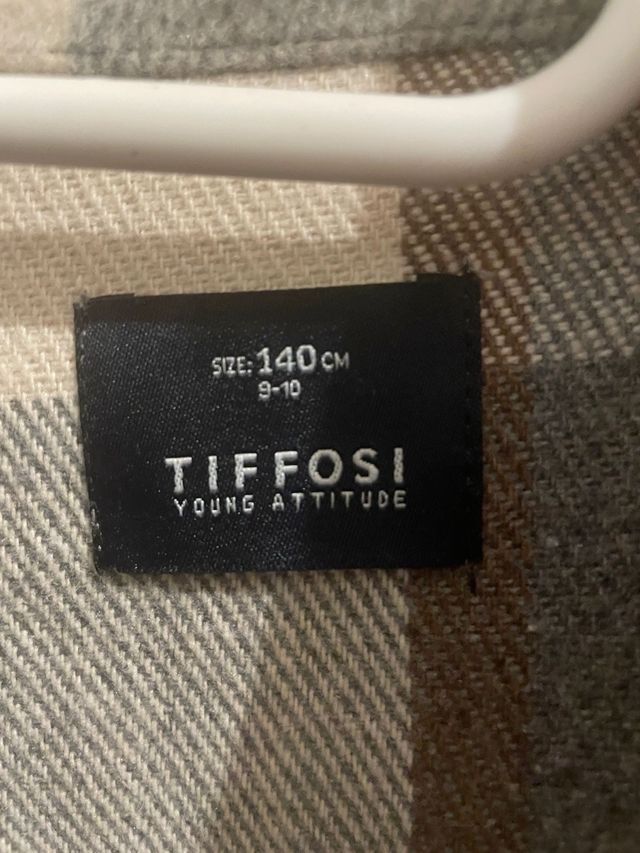 SIZE: 140 CM
9-10
TIFFOSI
YOUNG ATTITUDE